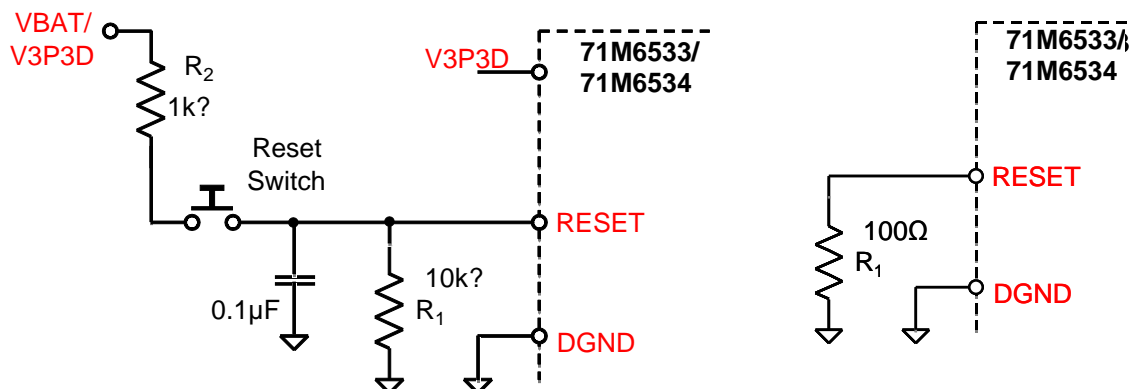 VBAT/
V3P3D
R2
1k?
Reset
Switch
0.1µF
10k?
R1
V3P3D
71M6533/
71M6534
RESET
DGND
71M6533/
71M6534
RESET
100Ω
R1
DGND